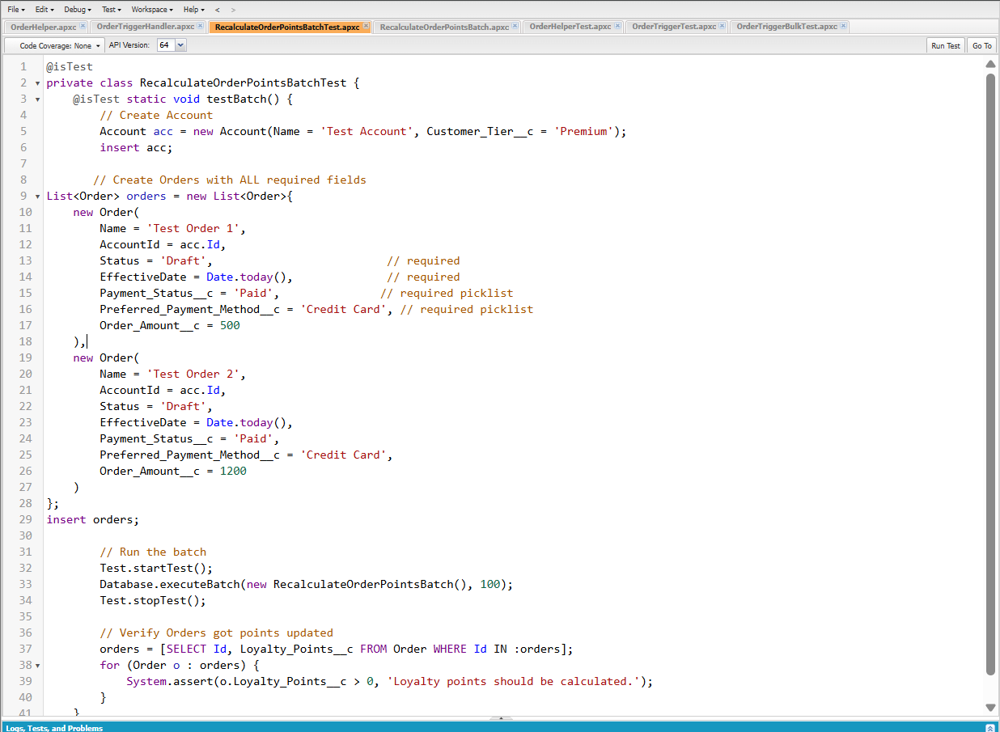 File Edit Debug Test Workspace Help < >
OrderHelper.apxc OrderTriggerHandler.apxc RecalculateOrderPointsBatchTest.apxc RecalculateOrderPointsBatch.apxc OrderHelperTest.apxc OrderTriggerTest.apxc OrderTriggerBulkTest.apxc
Code Coverage: None API Version: 64 Run Test Go To
1 @isTest
2 private class RecalculateOrderPointsBatchTest {
3 @isTest static void testBatch() {
4 // Create Account
5 Account acc = new Account(Name = 'Test Account', Customer_Tier__c = 'Premium');
6 insert acc;
7
8 // Create Orders with ALL required fields
9 List<Order> orders = new List<Order>{
10 new Order(
11 Name = 'Test Order 1',
12 AccountId = acc.Id,
13 Status = 'Draft', // required
14 EffectiveDate = Date.today(), // required
15 Payment_Status__c = 'Paid', // required picklist
16 Preferred_Payment_Method__c = 'Credit Card', // required picklist
17 Order_Amount__c = 500
18 ),
19 new Order(
20 Name = 'Test Order 2',
21 AccountId = acc.Id,
22 Status = 'Draft',
23 EffectiveDate = Date.today(),
24 Payment_Status__c = 'Paid',
25 Preferred_Payment_Method__c = 'Credit Card',
26 Order_Amount__c = 1200
27 )
28 };
29 insert orders;
30
31 // Run the batch
32 Test.startTest();
33 Database.executeBatch(new RecalculateOrderPointsBatch(), 100);
34 Test.stopTest();
35
36 // Verify Orders got points updated
37 orders = [SELECT Id, Loyalty_Points__c FROM Order WHERE Id IN :orders];
38 for (Order o : orders) {
39 System.assert(o.Loyalty_Points__c > 0, 'Loyalty points should be calculated.');
40 }
41 }
Logs, Tests, and Problems